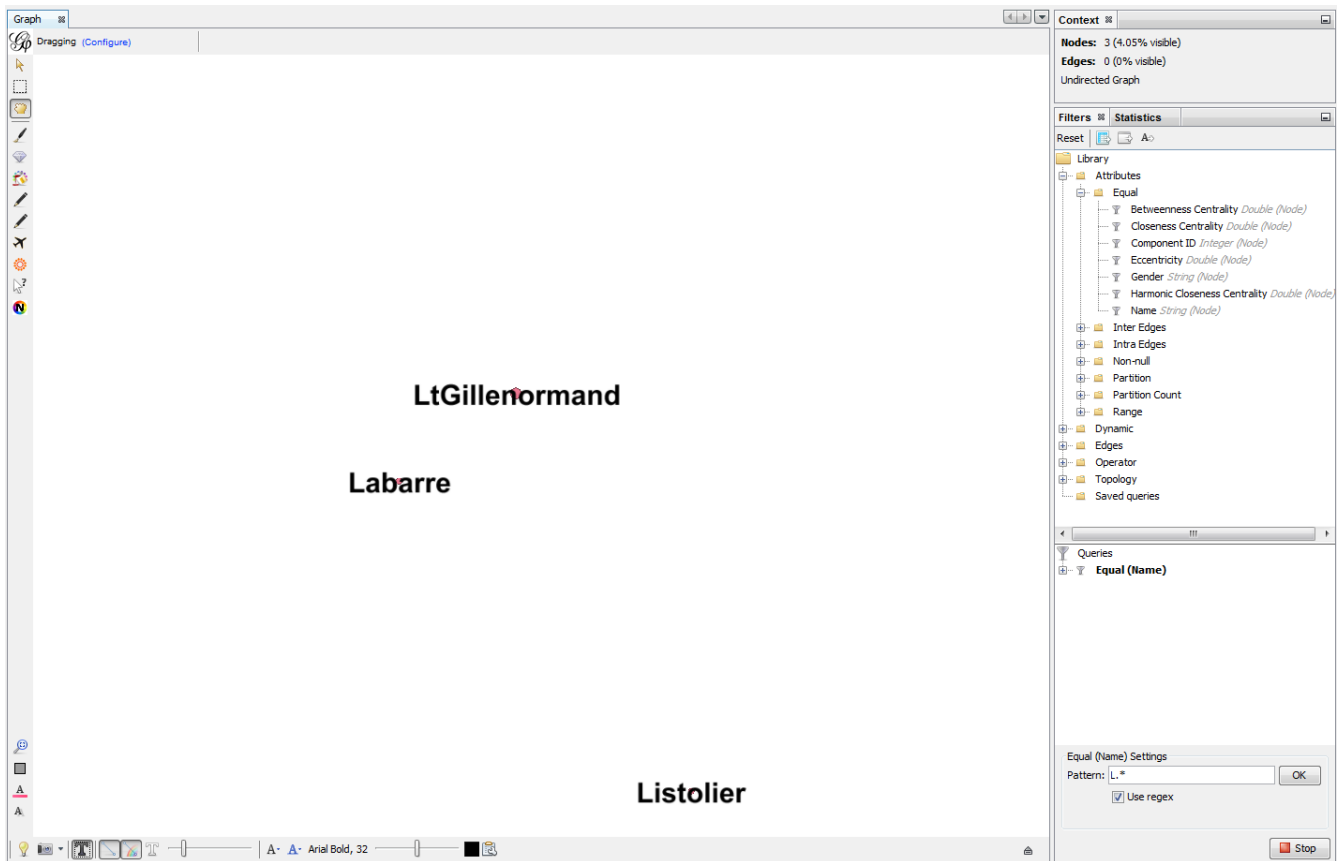 Graph
Dragging (Configure)
LtGillenormand
Labarre
Listolier
A- A- Arial Bold, 32
Context
Nodes: 3 (4.05% visible)
Edges: 0 (0% visible)
Undirected Graph
Filters Statistics
Reset
Library
Attributes
Equal
Betweenness Centrality Double (Node)
Closeness Centrality Double (Node)
Component ID Integer (Node)
Eccentricity Double (Node)
Gender String (Node)
Harmonic Closeness Centrality Double (Node)
Name String (Node)
Inter Edges
Intra Edges
Non-null
Partition
Partition Count
Range
Dynamic
Edges
Operator
Topology
Saved queries
Queries
Equal (Name)
Equal (Name) Settings
Pattern: L.* OK
Use regex
Stop